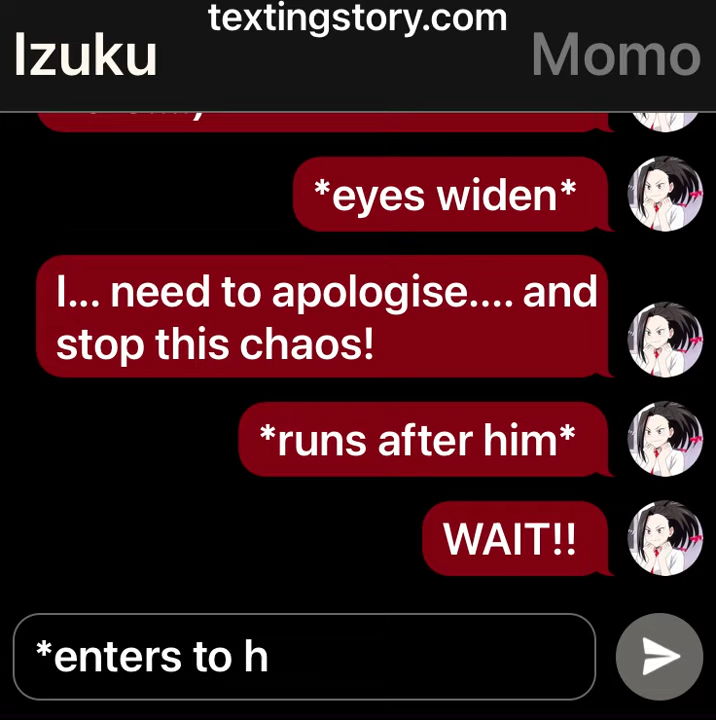 textingstory.com
Izuku
Momo
*eyes widen*
I... need to apologise.... and
stop this chaos!
*runs after him*
WAIT!!
*enters to h